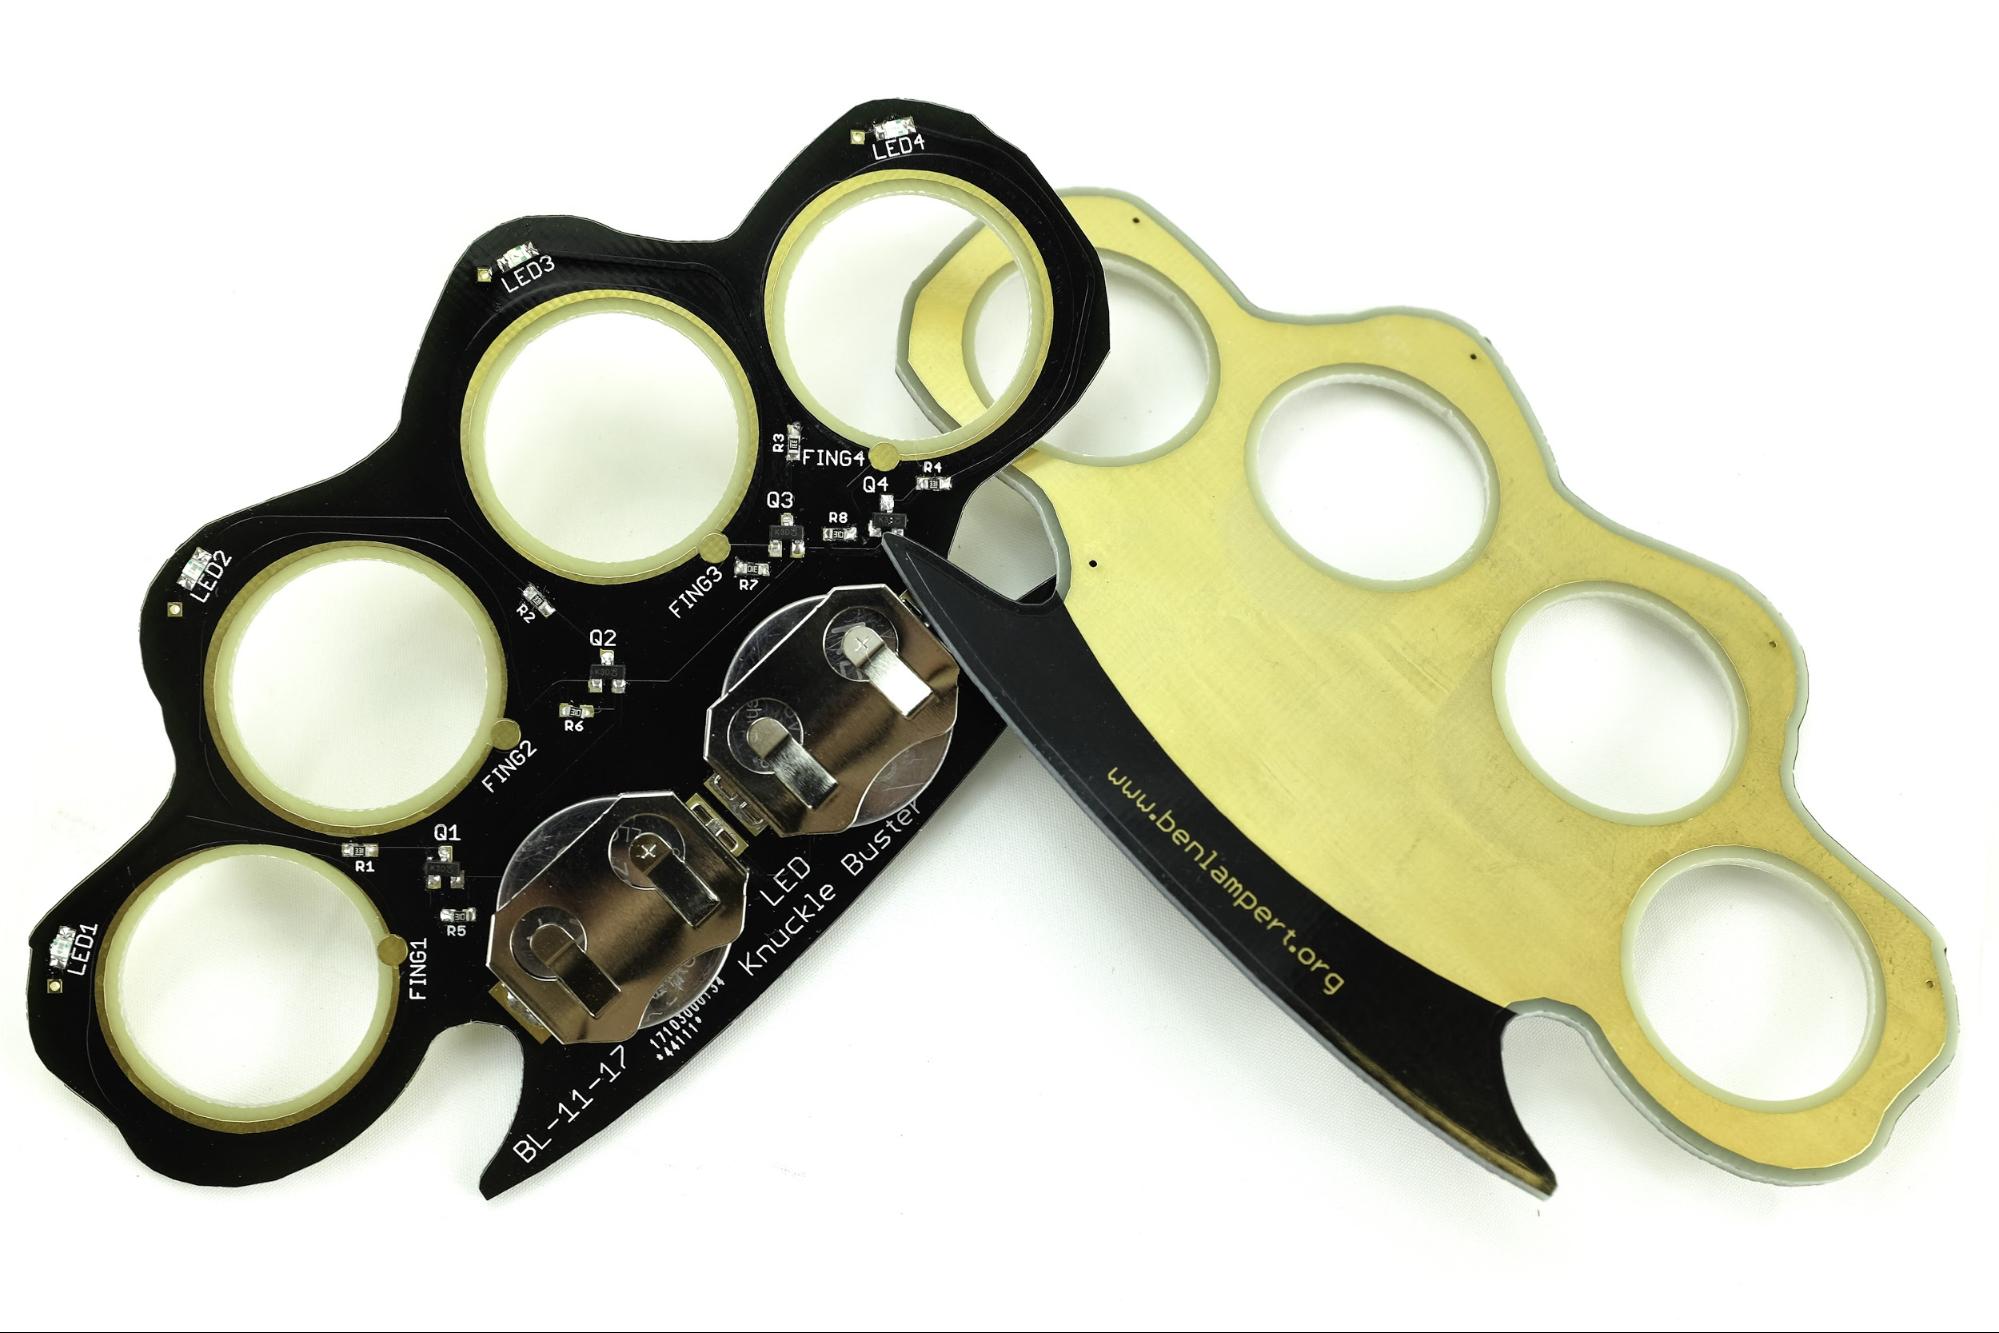 LED4
LED3
LED2
LED1
R3
FING4
R4
Q4
Q3
R8
R7
FING3
R2
Q2
R6
FING2
Q1
R1
R5
FING1
+
+
LED
Knuckle Buster
BL-11-17
www.benlampert.org